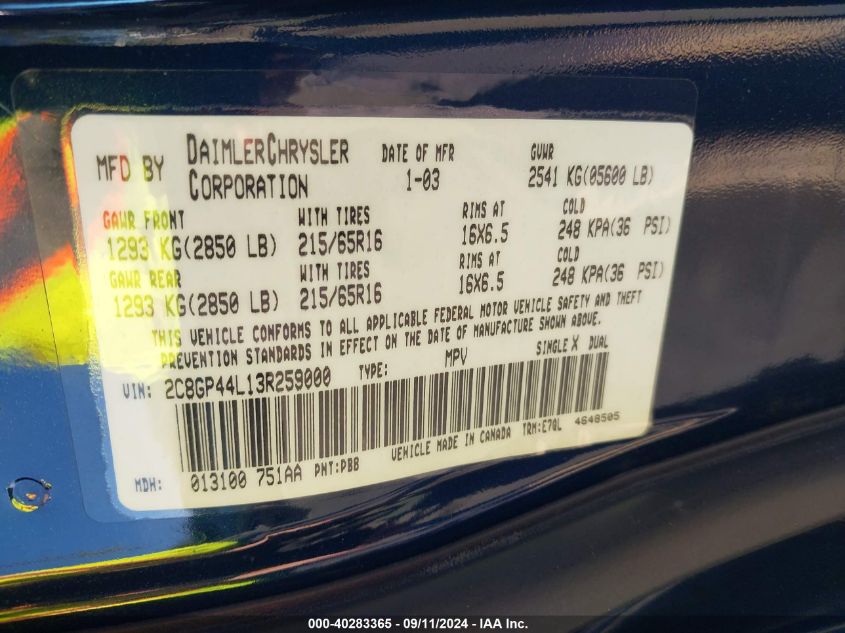 MFD BY DAIMLERCHRYSLER CORPORATION DATE OF MFR 1-03 GVWR 2541 KG(05600 LB)
GAWR FRONT WITH TIRES RIMS AT COLD
1293 KG(2850 LB) 215/65R16 16X6.5 248 KPA(36 PSI)
GAWR REAR WITH TIRES RIMS AT COLD
1293 KG(2850 LB) 215/65R16 16X6.5 248 KPA(36 PSI)
THIS VEHICLE CONFORMS TO ALL APPLICABLE FEDERAL MOTOR VEHICLE SAFETY AND THEFT
PREVENTION STANDARDS IN EFFECT ON THE DATE OF MANUFACTURE SHOWN ABOVE.
VIN: 2C8GP44L13R259000 TYPE: MPV SINGLE X DUAL
MDH: 013100 751AA PNT:PBB VEHICLE MADE IN CANADA TRM:E7QL 4648505
000-40283365 - 09/11/2024 - IAA Inc.